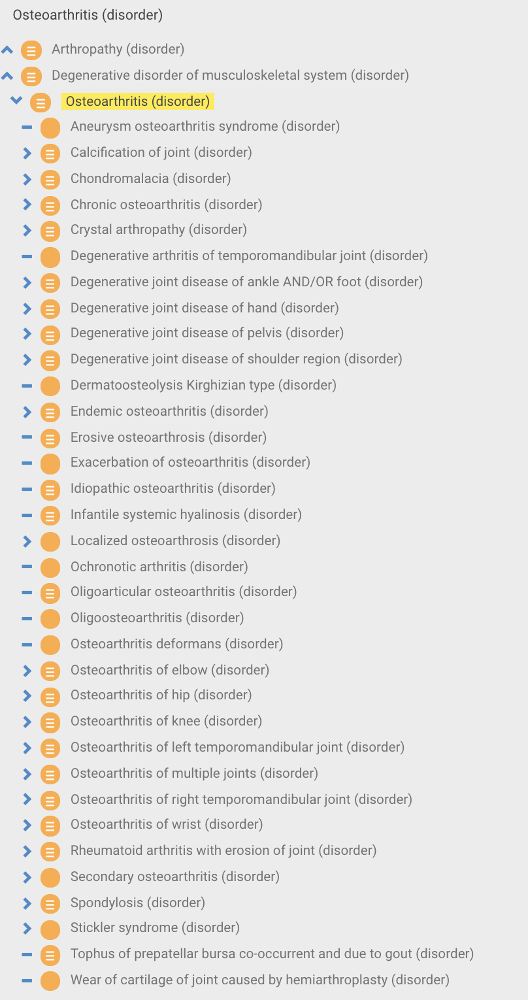 Osteoarthritis (disorder)
Arthropathy (disorder)
Degenerative disorder of musculoskeletal system (disorder)
Osteoarthritis (disorder)
Aneurysm osteoarthritis syndrome (disorder)
Calcification of joint (disorder)
Chondromalacia (disorder)
Chronic osteoarthritis (disorder)
Crystal arthropathy (disorder)
Degenerative arthritis of temporomandibular joint (disorder)
Degenerative joint disease of ankle AND/OR foot (disorder)
Degenerative joint disease of hand (disorder)
Degenerative joint disease of pelvis (disorder)
Degenerative joint disease of shoulder region (disorder)
Dermatoosteolysis Kirghizian type (disorder)
Endemic osteoarthritis (disorder)
Erosive osteoarthrosis (disorder)
Exacerbation of osteoarthritis (disorder)
Idiopathic osteoarthritis (disorder)
Infantile systemic hyalinosis (disorder)
Localized osteoarthrosis (disorder)
Ochronotic arthritis (disorder)
Oligoarticular osteoarthritis (disorder)
Oligoosteoarthritis (disorder)
Osteoarthritis deformans (disorder)
Osteoarthritis of elbow (disorder)
Osteoarthritis of hip (disorder)
Osteoarthritis of knee (disorder)
Osteoarthritis of left temporomandibular joint (disorder)
Osteoarthritis of multiple joints (disorder)
Osteoarthritis of right temporomandibular joint (disorder)
Osteoarthritis of wrist (disorder)
Rheumatoid arthritis with erosion of joint (disorder)
Secondary osteoarthritis (disorder)
Spondylosis (disorder)
Stickler syndrome (disorder)
Tophus of prepatellar bursa co-occurrent and due to gout (disorder)
Wear of cartilage of joint caused by hemiarthroplasty (disorder)